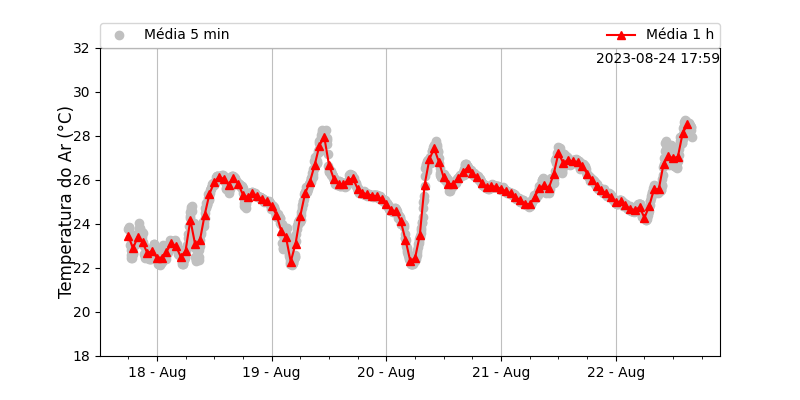 Média 5 min
Média 1 h
2023-08-24 17:59
Temperatura do Ar (°C)
32
30
28
26
24
22
20
18
18 - Aug
19 - Aug
20 - Aug
21 - Aug
22 - Aug